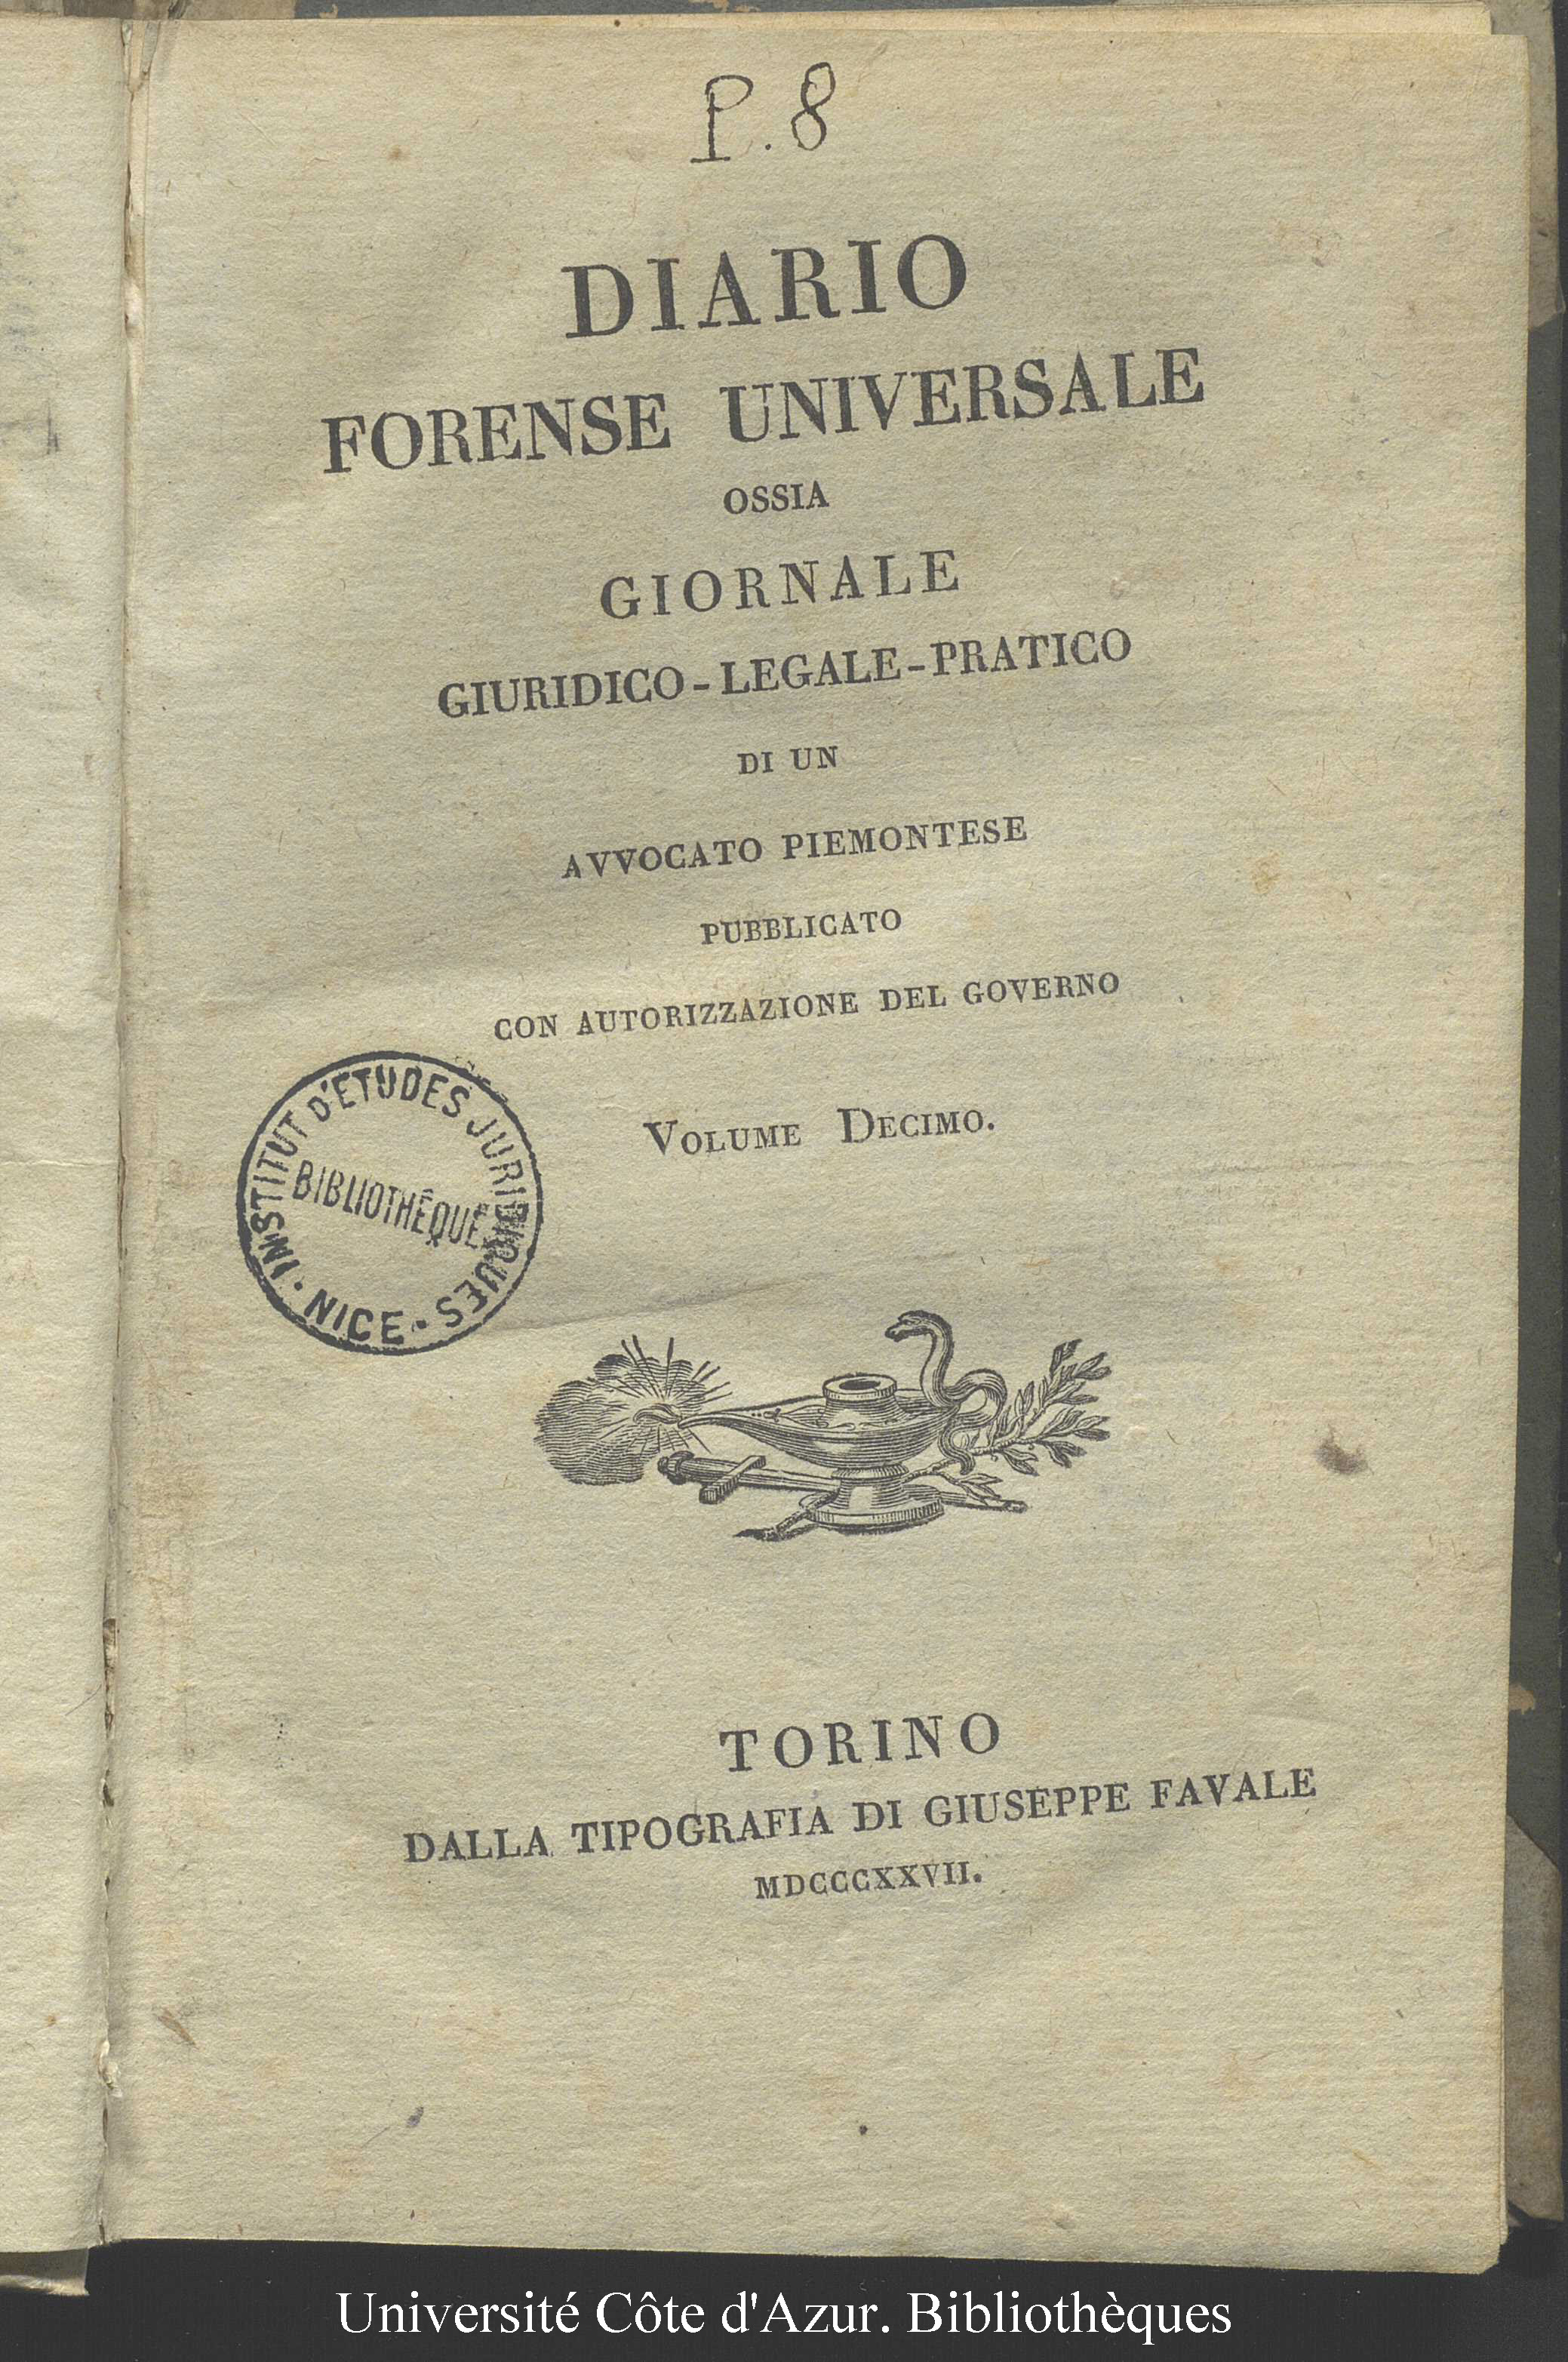 P. 8
DIARIO
FORENSE UNIVERSALE
OSSIA
GIORNALE
GIURIDICO-LEGALE-PRATICO
DI UN
AVVOCATO PIEMONTESE
PUBBLICATO
CON AUTORIZZAZIONE DEL GOVERNO
VOLUME DECIMO.
INSTITUT D'ETUDES JURIDIQUES
BIBLIOTHÊQUE
· NICE ·
TORINO
DALLA TIPOGRAFIA DI GIUSEPPE FAVALE
MDCCCXXVII.
Université Côte d'Azur. Bibliothèques